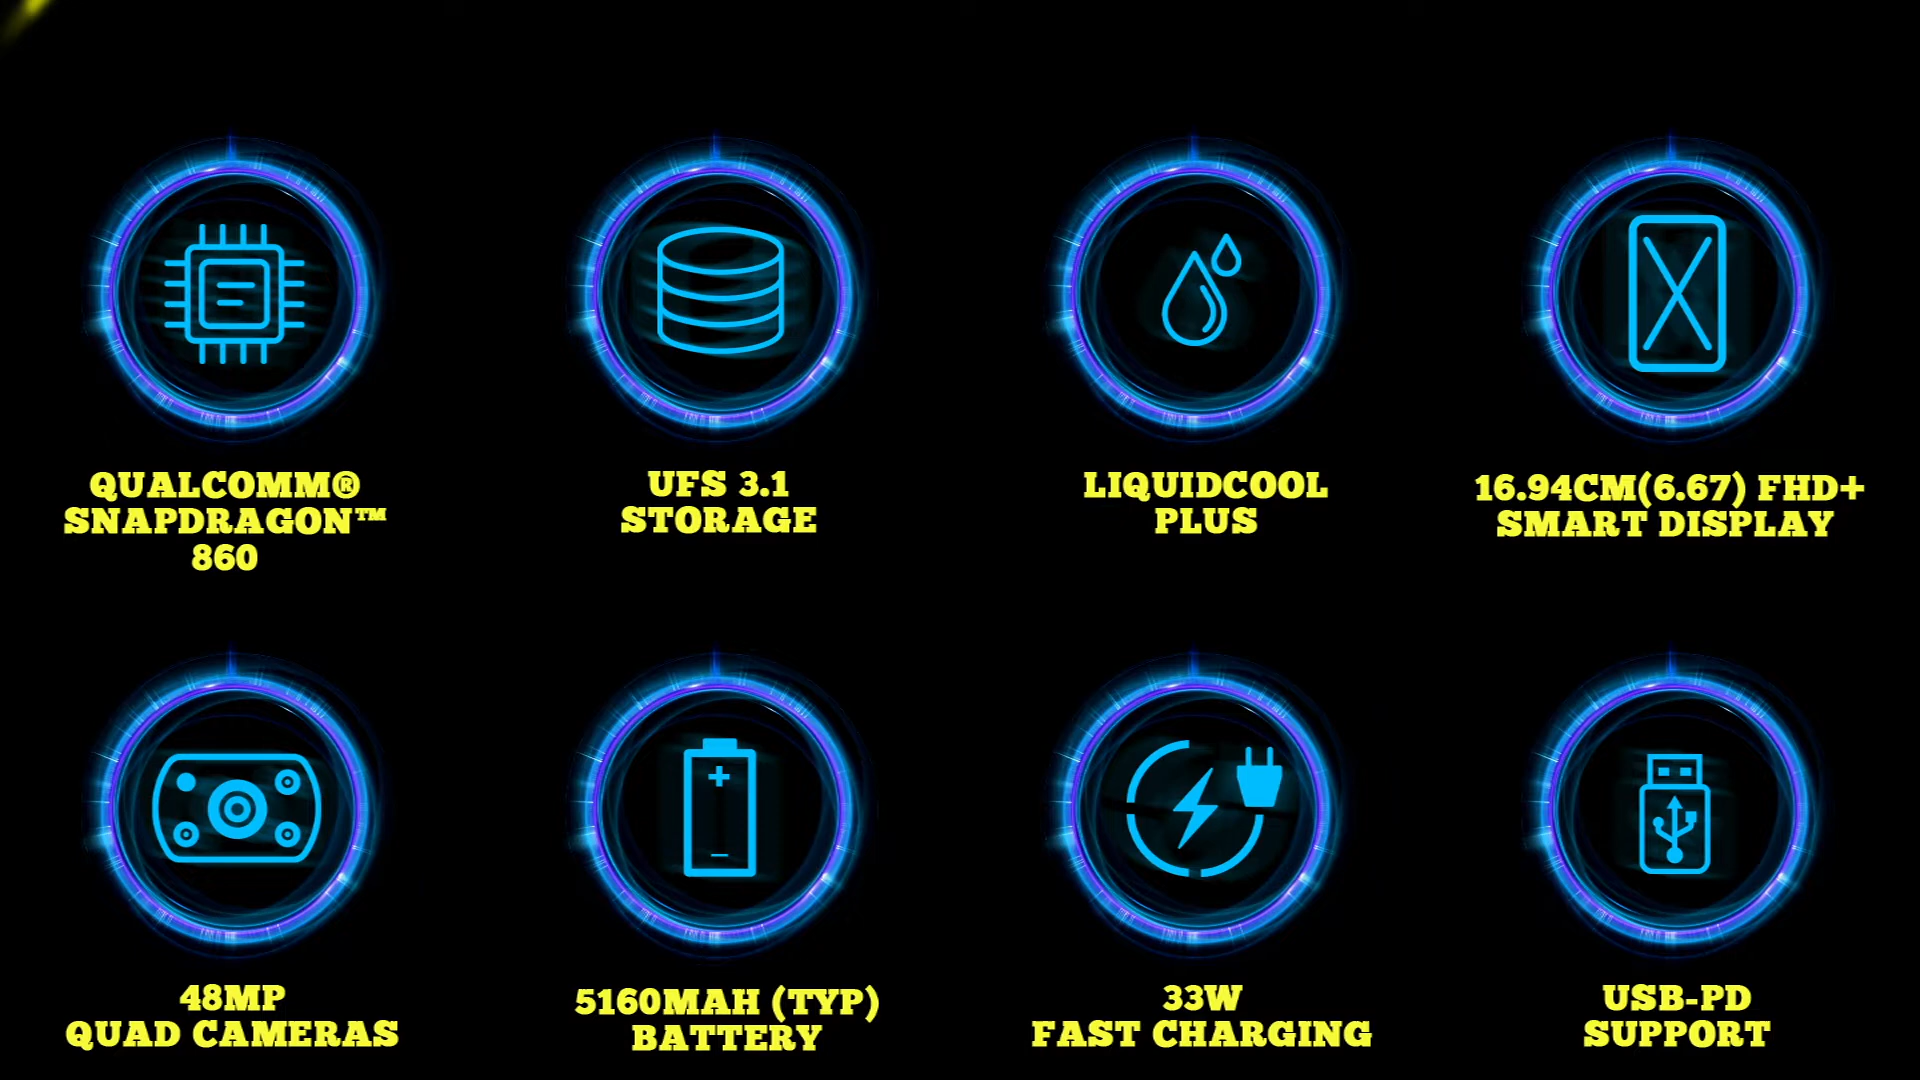 QUALCOMM®
SNAPDRAGON™
860
UFS 3.1
STORAGE
LIQUIDCOOL
PLUS
16.94CM(6.67) FHD+
SMART DISPLAY
48MP
QUAD CAMERAS
5160MAH (TYP)
BATTERY
33W
FAST CHARGING
USB-PD
SUPPORT